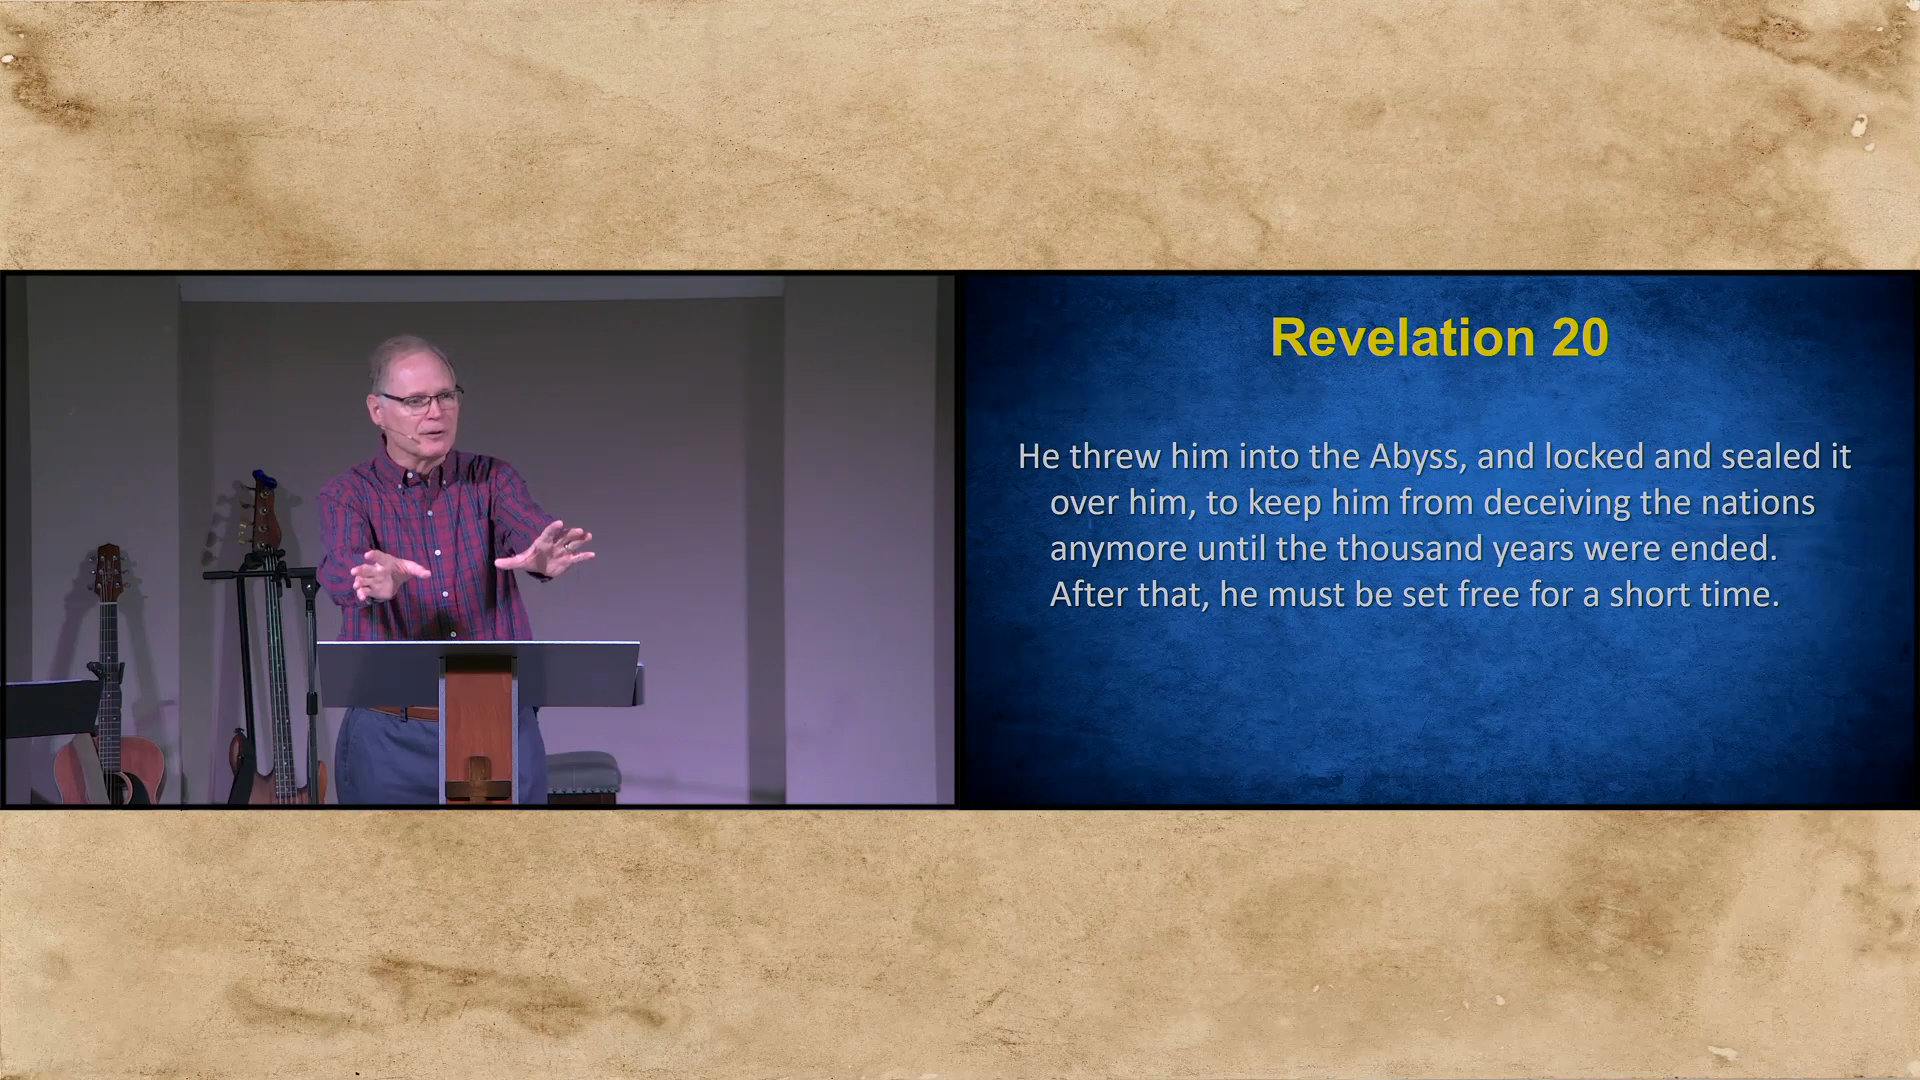 Revelation 20
He threw him into the Abyss, and locked and sealed it
over him, to keep him from deceiving the nations
anymore until the thousand years were ended.
After that, he must be set free for a short time.